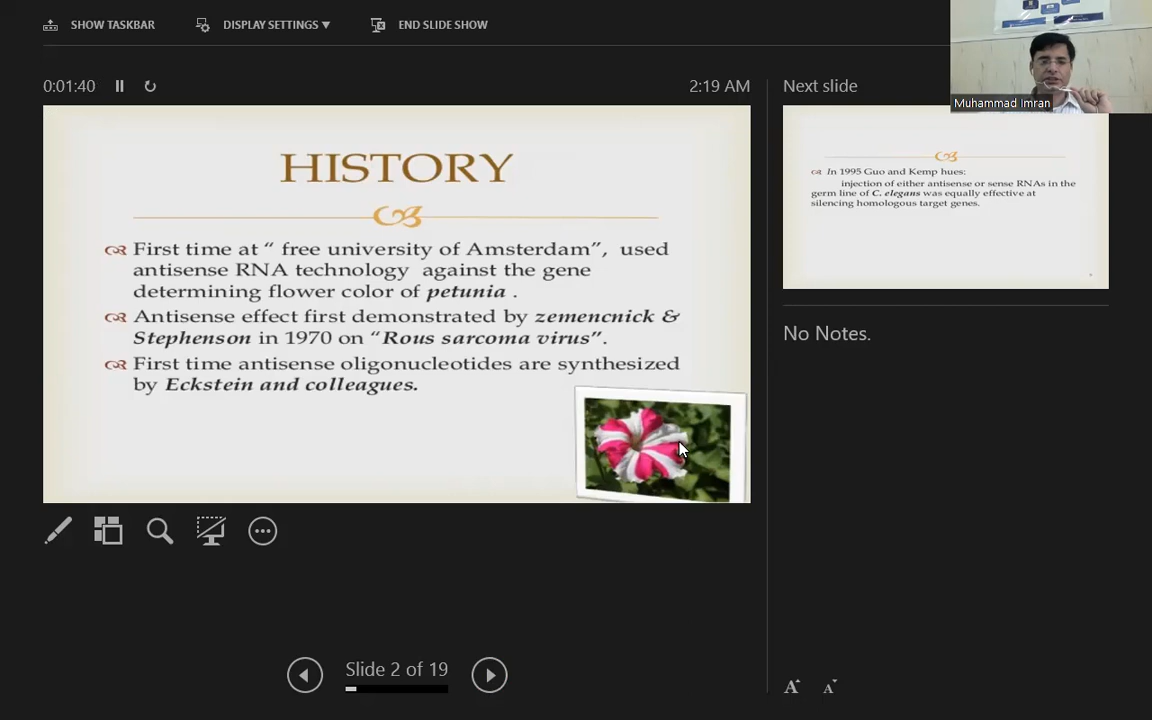 SHOW TASKBAR
DISPLAY SETTINGS ▼
END SLIDE SHOW
0:01:40
2:19 AM
Next slide
Muhammad Imran
HISTORY
First time at “ free university of Amsterdam”, used
antisense RNA technology against the gene
determining flower color of petunia .
Antisense effect first demonstrated by zemencnick &
Stephenson in 1970 on “Rous sarcoma virus”.
First time antisense oligonucleotides are synthesized
by Eckstein and colleagues.
In 1995 Guo and Kemp hues:
injection of either antisense or sense RNAs in the
germ line of C. elegans was equally effective at
silencing homologous target genes.
No Notes.
Slide 2 of 19
A A